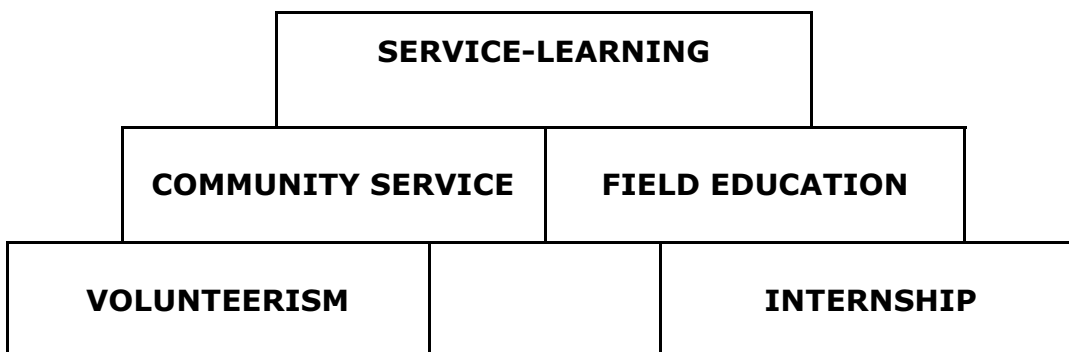 SERVICE-LEARNING
COMMUNITY SERVICE FIELD EDUCATION
VOLUNTEERISM INTERNSHIP